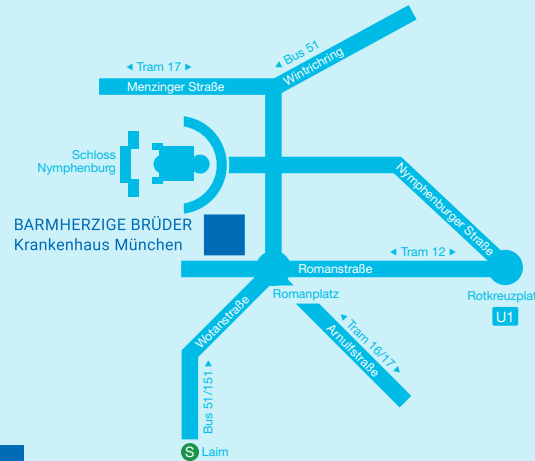 ◄ Bus 51
Wintrichring
◄ Tram 17 ►
Menzinger Straße
Schloss
Nymphenburg
Nymphenburger Straße
BARMHERZIGE BRÜDER
Krankenhaus München
◄ Tram 12 ►
Romanstraße
Romanplatz
Rotkreuzplatz
U1
Wotanstraße
◄ Tram 16/17 ►
Arnulfstraße
Bus 51/151 ►
S Laim